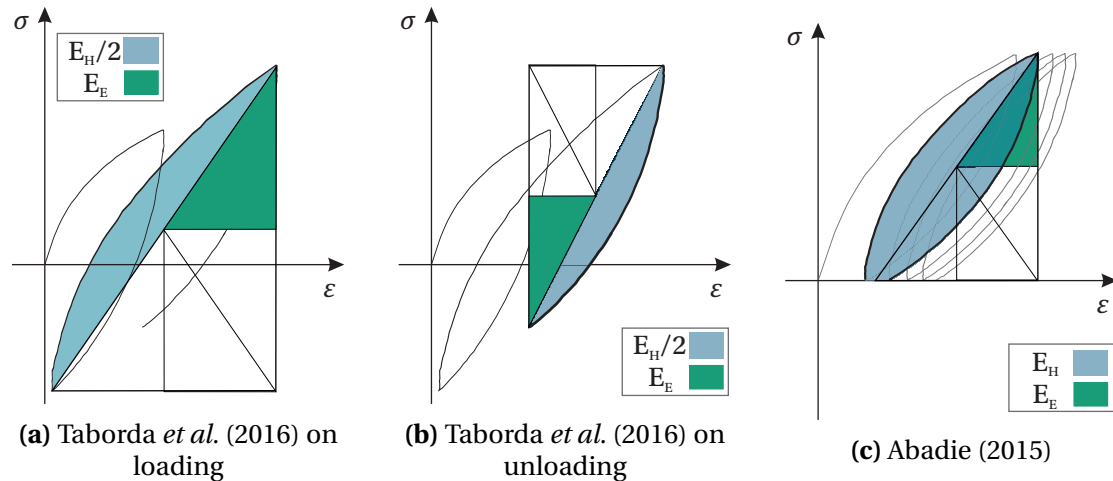 σ
E_H/2
E_E
ε
(a) Taborda et al. (2016) on
loading
σ
ε
E_H/2
E_E
(b) Taborda et al. (2016) on
unloading
σ
ε
E_H
E_E
(c) Abadie (2015)